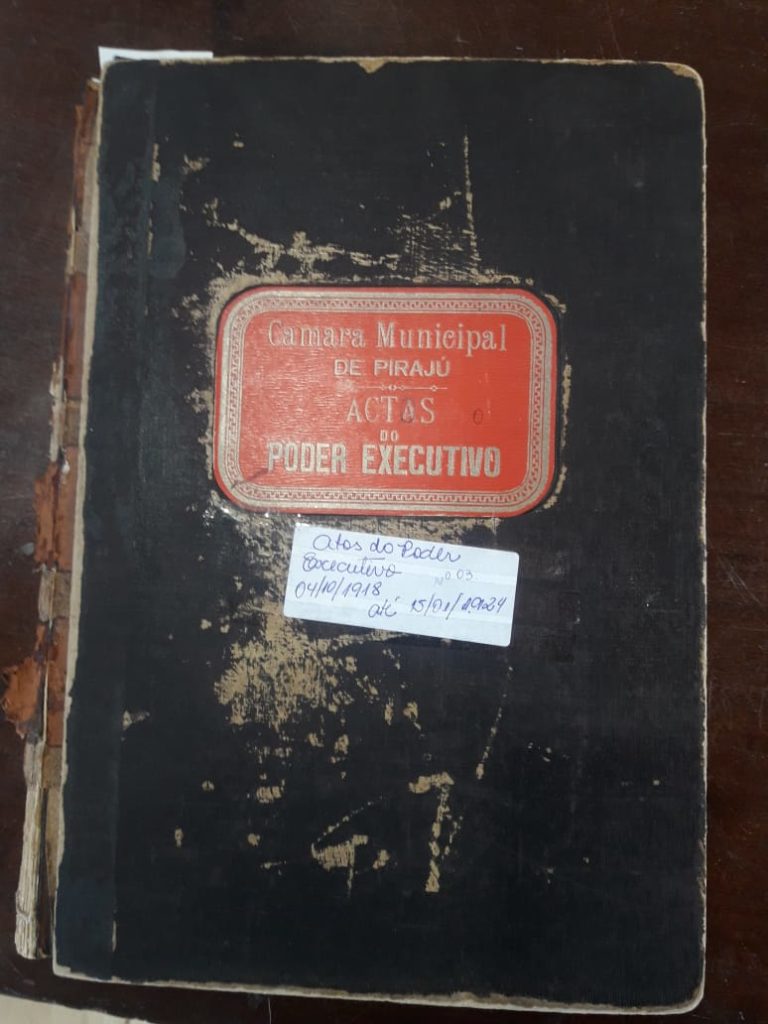 Camara Municipal
DE PIRAJÚ
ACTAS
DO
PODER EXECUTIVO
Atos do Poder
Executivo Nº 03
04/10/1918
até 15/01/1924